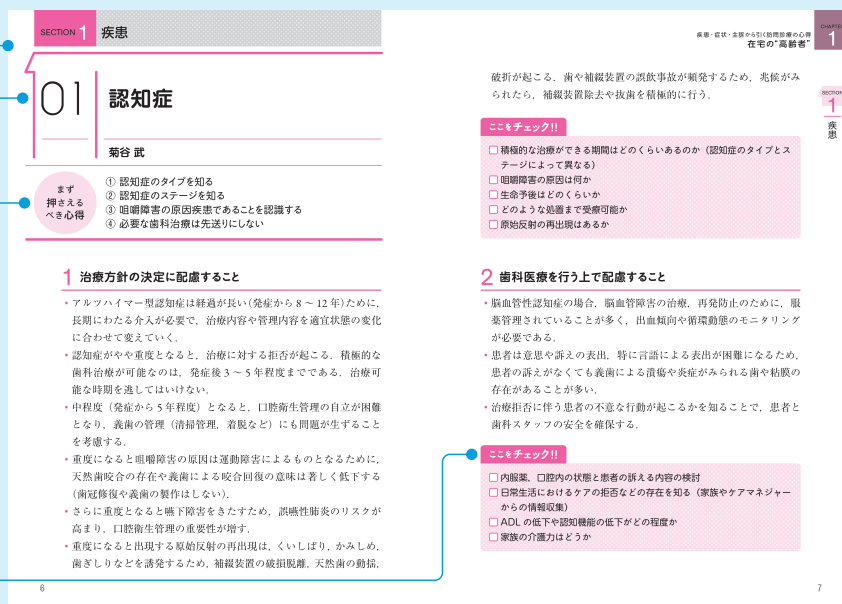 SECTION 1 疾患
01 認知症
菊谷 武
まず
押さえる
べき心得
① 認知症のタイプを知る
② 認知症のステージを知る
③ 咀嚼障害の原因疾患であることを認識する
④ 必要な歯科治療は先送りにしない
1 治療方針の決定に配慮すること
・アルツハイマー型認知症は経過が長い（発症から 8 ～ 12 年）ために，
長期にわたる介入が必要で，治療内容や管理内容を適宜状態の変化
に合わせて変えていく．
・認知症がやや重度となると，治療に対する拒否が起こる．積極的な
歯科治療が可能なのは，発症後 3 ～ 5 年程度までである．治療可
能な時期を逃してはいけない．
・中程度（発症から 5 年程度）となると，口腔衛生管理の自立が困難
となり，義歯の管理（清掃管理，着脱など）にも問題が生ずること
を考慮する．
・重度になると咀嚼障害の原因は運動障害によるものとなるために，
天然歯咬合の存在や義歯による咬合回復の意味は著しく低下する
（歯冠修復や義歯の製作はしない）．
・さらに重度となると嚥下障害をきたすため，誤嚥性肺炎のリスクが
高まり，口腔衛生管理の重要性が増す．
・重度になると出現する原始反射の再出現は，くいしばり，かみしめ，
歯ぎしりなどを誘発するため，補綴装置の破損脱離，天然歯の動揺，
6
疾患・症状・主訴から引く訪問診療の心得
在宅の“高齢者”
CHAPTER
1
SECTION
1
疾患
破折が起こる．歯や補綴装置の誤飲事故が頻発するため，兆候がみ
られたら，補綴装置除去や抜歯を積極的に行う．
ここをチェック!!
□ 積極的な治療ができる期間はどのくらいあるのか（認知症のタイプとス
テージによって異なる）
□ 咀嚼障害の原因は何か
□ 生命予後はどのくらいか
□ どのような処置まで受療可能か
□ 原始反射の再出現はあるか
2 歯科医療を行う上で配慮すること
・脳血管性認知症の場合，脳血管障害の治療，再発防止のために，服
薬管理されていることが多く，出血傾向や循環動態のモニタリング
が必要である．
・患者は意思や訴えの表出，特に言語による表出が困難になるため，
患者の訴えがなくても義歯による潰瘍や炎症がみられる歯や粘膜の
存在があることが多い．
・治療拒否に伴う患者の不意な行動が起こるかを知ることで，患者と
歯科スタッフの安全を確保する．
ここをチェック!!
□ 内服薬，口腔内の状態と患者の訴える内容の検討
□ 日常生活におけるケアの拒否などの存在を知る（家族やケアマネジャー
からの情報収集）
□ ADL の低下や認知機能の低下がどの程度か
□ 家族の介護力はどうか
7